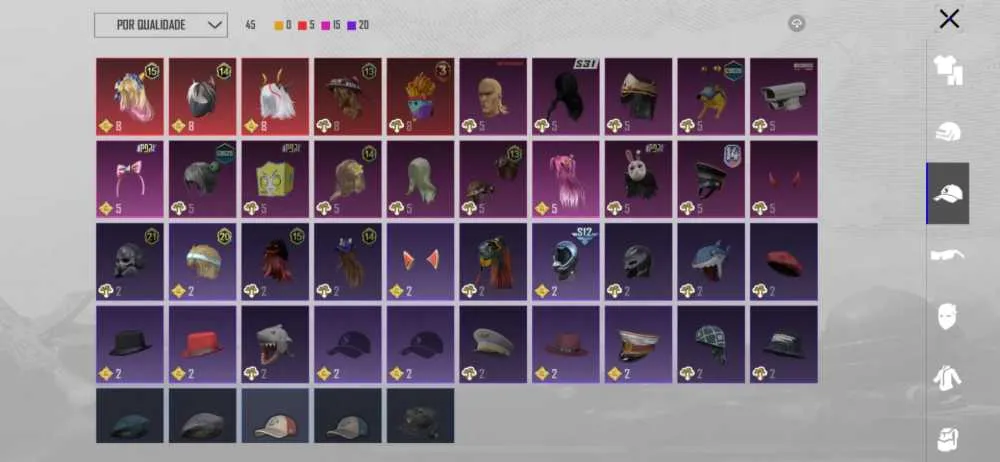 POR QUALIDADE 45 0 5 15 20
15 14 13 3 S31
8 8 8 8 8 5 5 5 5 5
14 13 14
5 5 5 5 5 5 5 5 5 5
21 20 15 14 S12
2 2 2 2 2 2 2 2 2 2
2 2 2 2 2 2 2 2 2 2